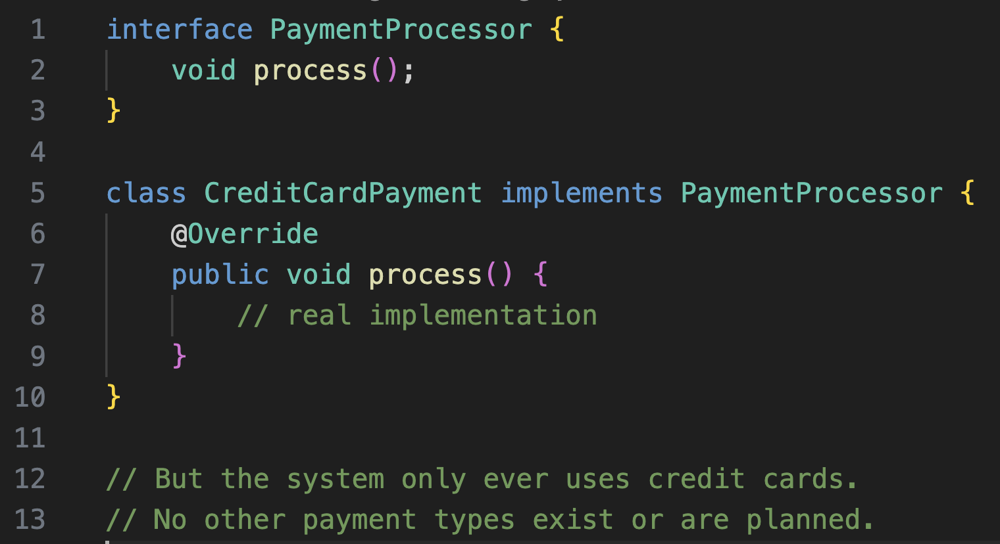 1 interface PaymentProcessor {
2 void process();
3 }
4
5 class CreditCardPayment implements PaymentProcessor {
6 @Override
7 public void process() {
8 // real implementation
9 }
10 }
11
12 // But the system only ever uses credit cards.
13 // No other payment types exist or are planned.